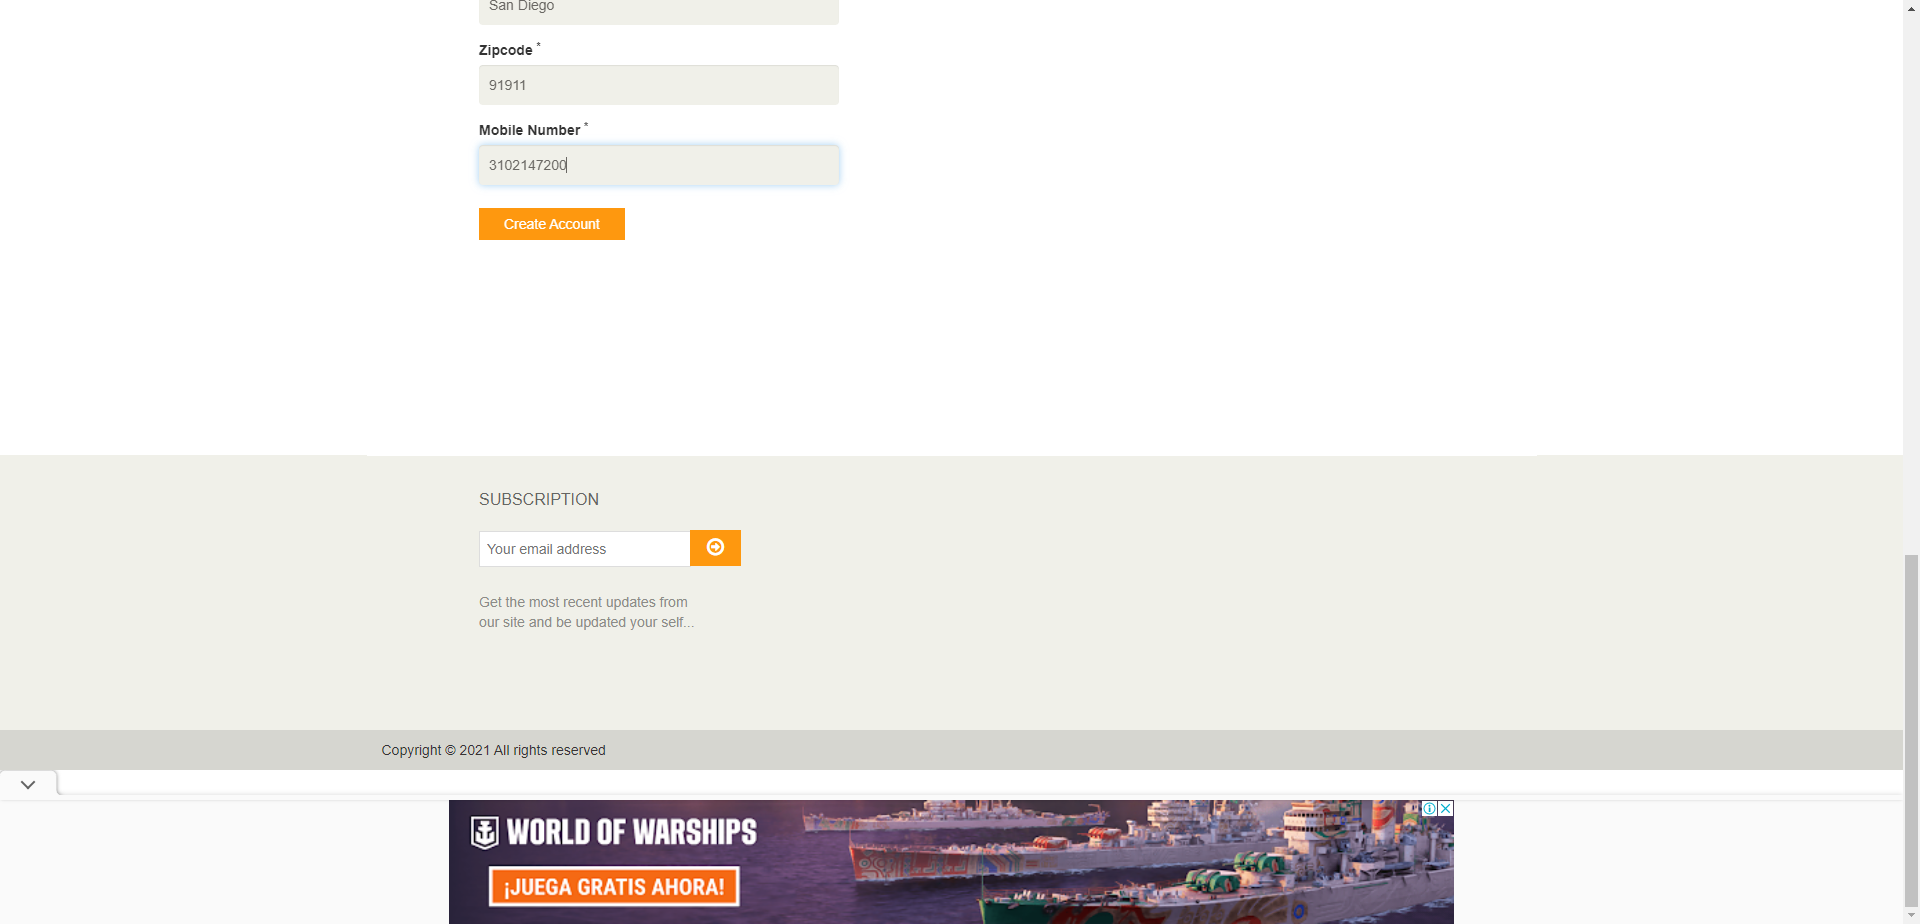 San Diego
Zipcode *
91911
Mobile Number *
3102147200
Create Account
SUBSCRIPTION
Your email address
Get the most recent updates from
our site and be updated your self...
Copyright © 2021 All rights reserved
WORLD OF WARSHIPS
¡JUEGA GRATIS AHORA!